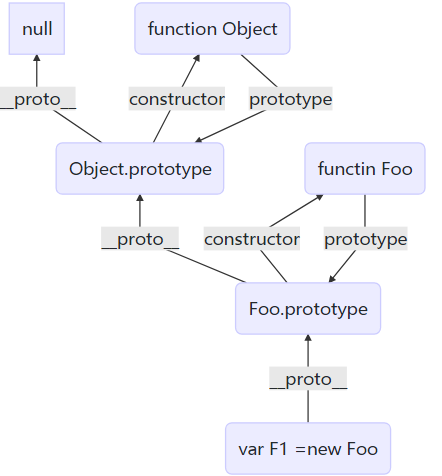 null
function Object
__proto__
constructor
prototype
Object.prototype
functin Foo
__proto__
constructor
prototype
Foo.prototype
__proto__
var F1 =new Foo